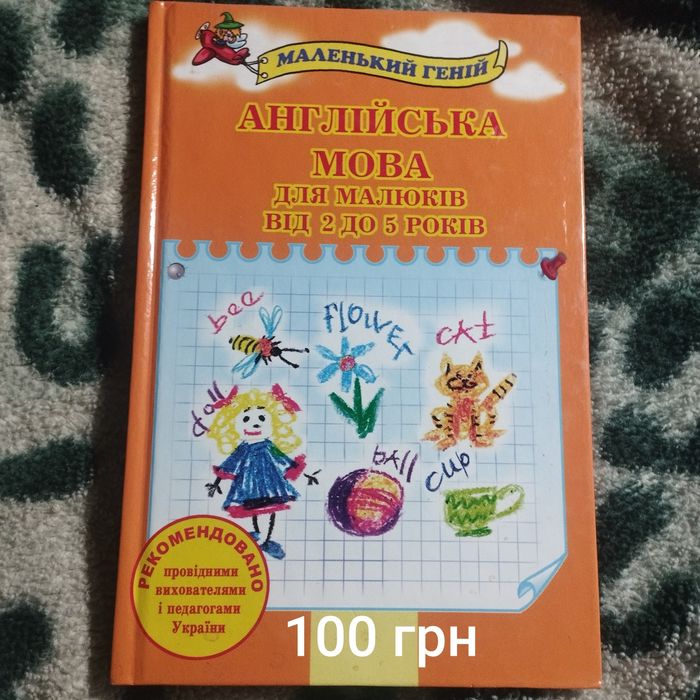 МАЛЕНЬКИЙ ГЕНІЙ
АНГЛІЙСЬКА
МОВА
ДЛЯ МАЛЮКІВ
ВІД 2 ДО 5 РОКІВ
bee
FLOWER
CAt
doll
bALL
cup
РЕКОМЕНДОВАНО
провідними
вихователями
і педагогами
України
100 грн